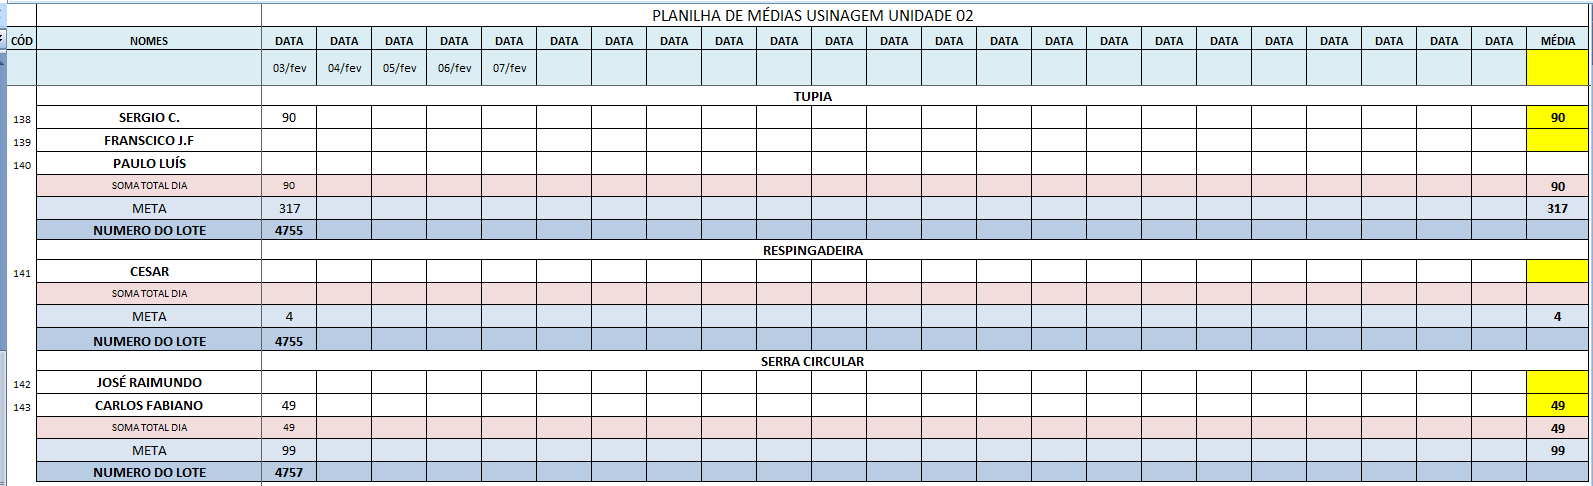 PLANILHA DE MÉDIAS USINAGEM UNIDADE 02
CÓD NOMES DATA DATA DATA DATA DATA DATA DATA DATA DATA DATA DATA DATA DATA DATA DATA DATA DATA DATA DATA DATA DATA DATA DATA MÉDIA
03/fev 04/fev 05/fev 06/fev 07/fev
TUPIA
138 SERGIO C. 90 90
139 FRANSCICO J.F
140 PAULO LUÍS
SOMA TOTAL DIA 90 90
META 317 317
NUMERO DO LOTE 4755
RESPINGADEIRA
141 CESAR
SOMA TOTAL DIA
META 4 4
NUMERO DO LOTE 4755
SERRA CIRCULAR
142 JOSÉ RAIMUNDO
143 CARLOS FABIANO 49 49
SOMA TOTAL DIA 49 49
META 99 99
NUMERO DO LOTE 4757